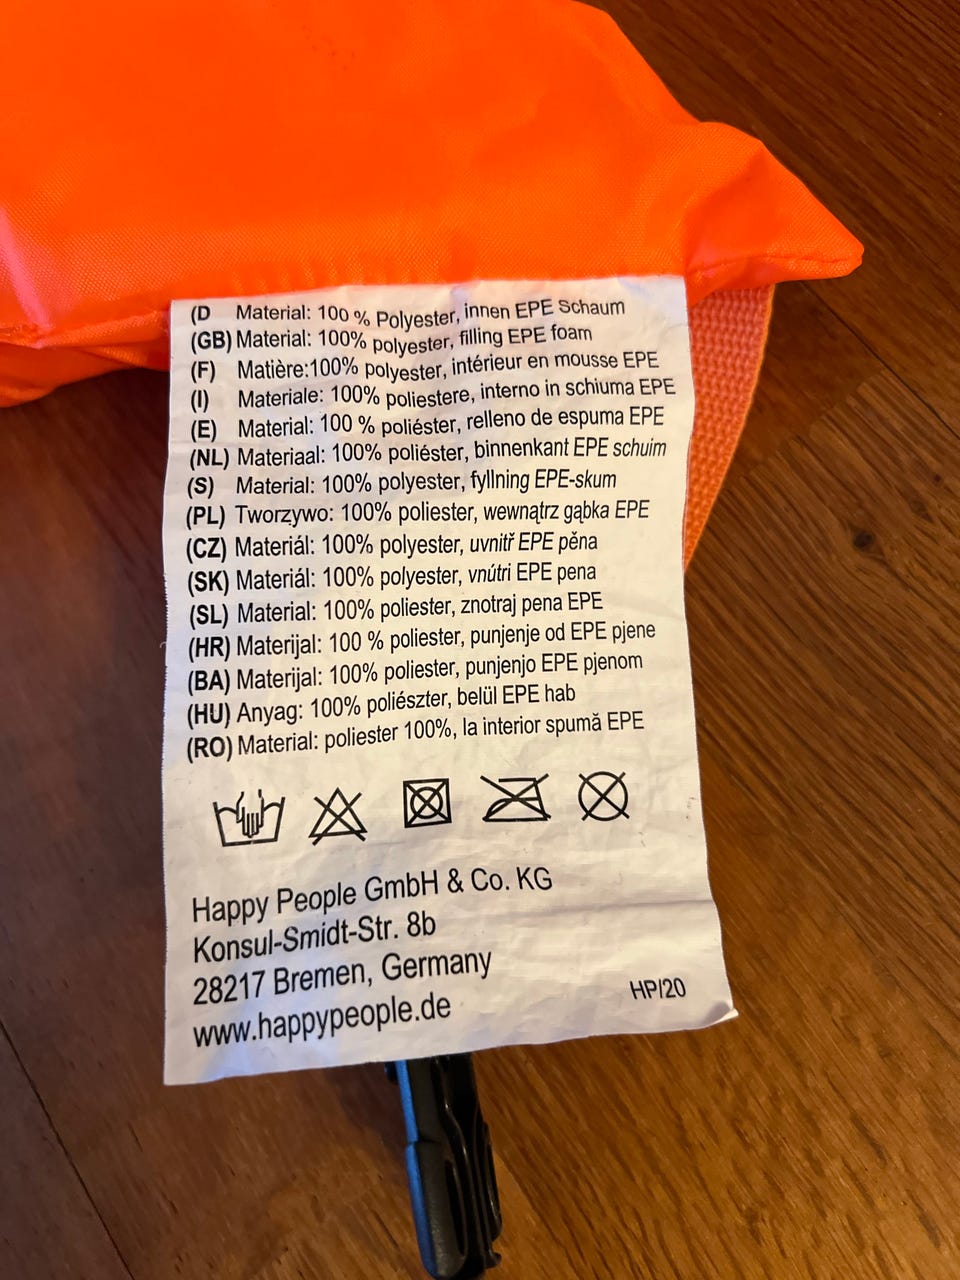 (D Material: 100 % Polyester, innen EPE Schaum
(GB) Material: 100% polyester, filling EPE foam
(F) Matière:100% polyester, intérieur en mousse EPE
(I) Materiale: 100% poliestere, interno in schiuma EPE
(E) Material: 100 % poliéster, relleno de espuma EPE
(NL) Materiaal: 100% poliéster, binnenkant EPE schuim
(S) Material: 100% polyester, fyllning EPE-skum
(PL) Tworzywo: 100% poliester, wewnątrz gąbka EPE
(CZ) Materiál: 100% polyester, uvnitř EPE pěna
(SK) Materiál: 100% polyester, vnútri EPE pena
(SL) Material: 100% poliester, znotraj pena EPE
(HR) Materijal: 100 % poliester, punjenje od EPE pjene
(BA) Materijal: 100% poliester, punjenjo EPE pjenom
(HU) Anyag: 100% poliészter, belül EPE hab
(RO) Material: poliester 100%, la interior spumă EPE
Happy People GmbH & Co. KG
Konsul-Smidt-Str. 8b
28217 Bremen, Germany
www.happypeople.de
HP/20